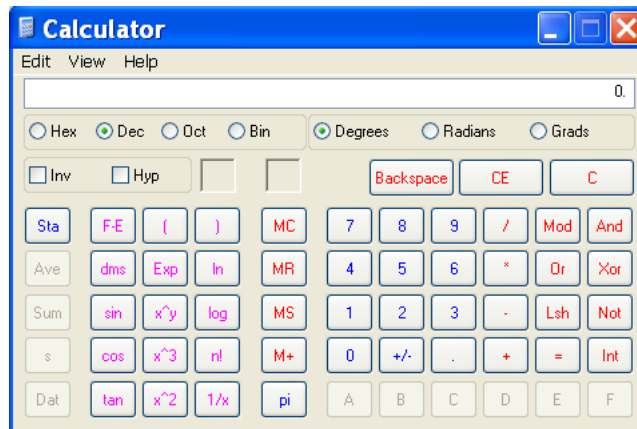 Calculator
Edit View Help
0.
Hex Dec Oct Bin Degrees Radians Grads
Inv Hyp Backspace CE C
Sta F-E ( ) MC 7 8 9 / Mod And
Ave dms Exp ln MR 4 5 6 * Or Xor
Sum sin x^y log MS 1 2 3 - Lsh Not
s cos x^3 n! M+ 0 +/- . + = Int
Dat tan x^2 1/x pi A B C D E F